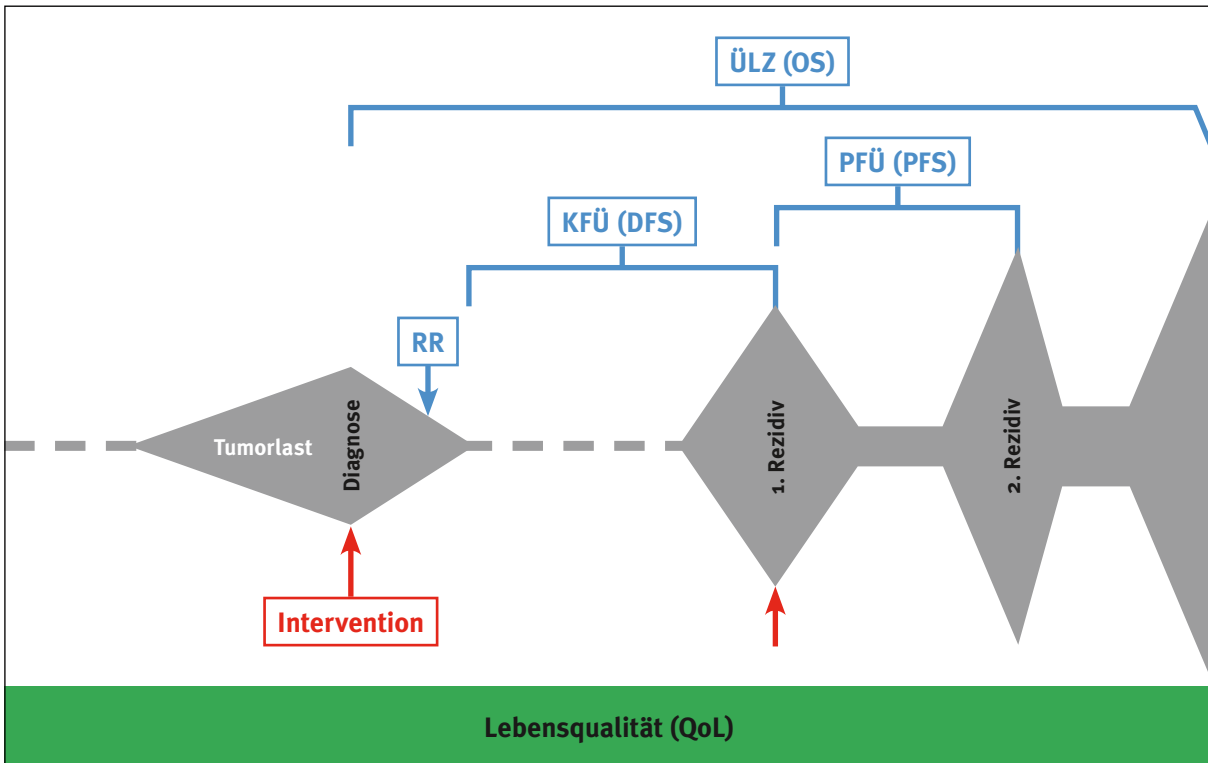 ÜLZ (OS)
PFÜ (PFS)
KFÜ (DFS)
RR
Tumorlast
Diagnose
1. Rezidiv
2. Rezidiv
Intervention
Lebensqualität (QoL)